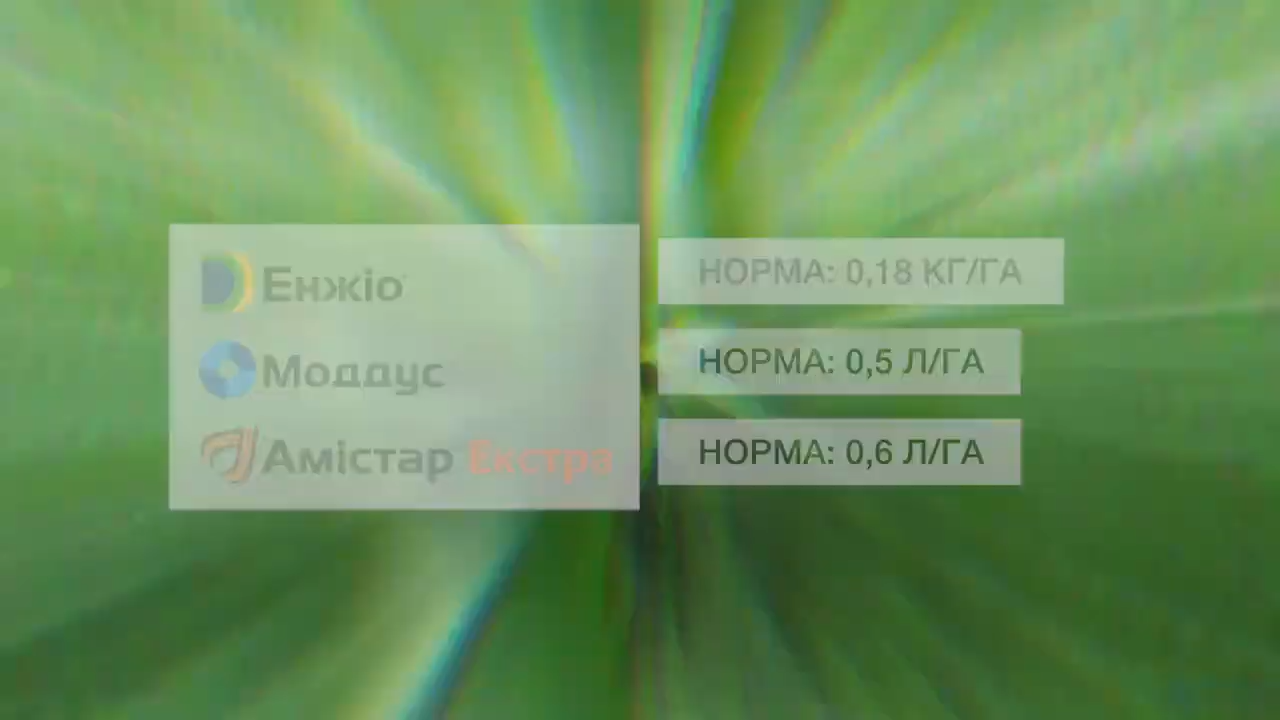 Енжіо
НОРМА: 0,18 КГ/ГА
Моддус
НОРМА: 0,5 Л/ГА
Амістар Екстра
НОРМА: 0,6 Л/ГА